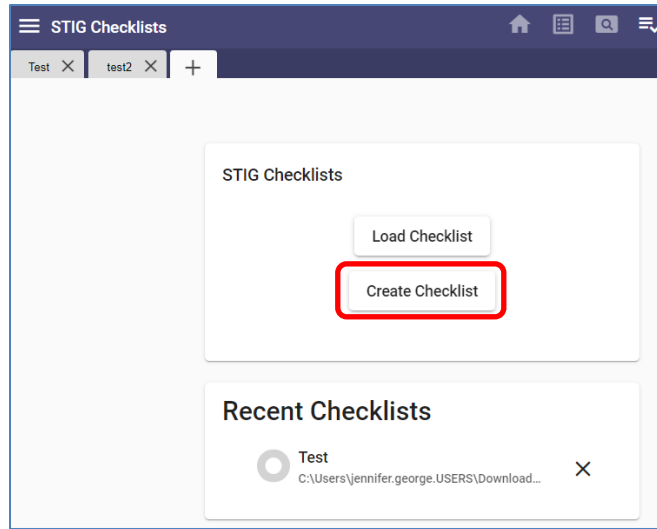 STIG Checklists
Test
test2
STIG Checklists
Load Checklist
Create Checklist
Recent Checklists
Test
C:\Users\jennifer.george.USERS\Download...